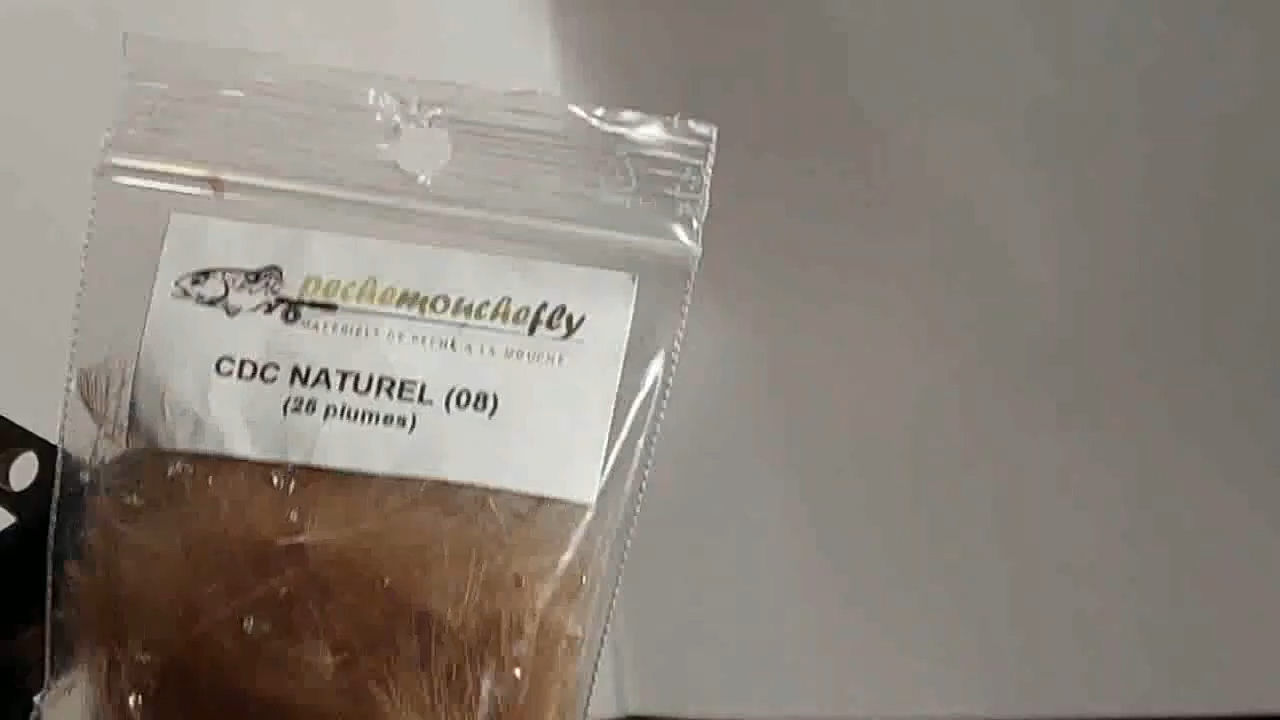 pechemouchefly
MATERIELS DE PECHE A LA MOUCHE
CDC NATUREL (08)
(25 plumes)